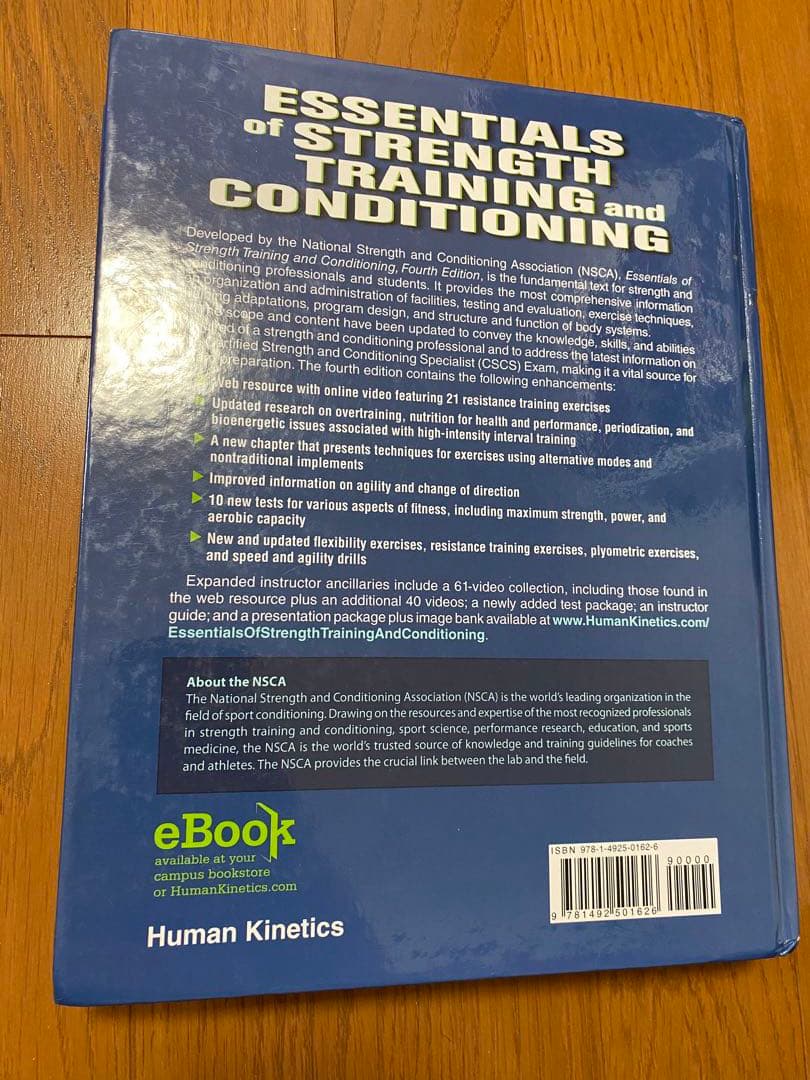 ESSENTIALS
of STRENGTH
TRAINING and
CONDITIONING
Developed by the National Strength and Conditioning Association (NSCA), Essentials of
Strength Training and Conditioning, Fourth Edition, is the fundamental text for strength and
conditioning professionals and students. It provides the most comprehensive information
organization and administration of facilities, testing and evaluation, exercise techniques,
adaptations, program design, and structure and function of body systems.
scope and content have been updated to convey the knowledge, skills, and abilities
of a strength and conditioning professional and to address the latest information on
Certified Strength and Conditioning Specialist (CSCS) Exam, making it a vital source for
preparation. The fourth edition contains the following enhancements:
Web resource with online video featuring 21 resistance training exercises
Updated research on overtraining, nutrition for health and performance, periodization, and
bioenergetic issues associated with high-intensity interval training
A new chapter that presents techniques for exercises using alternative modes and
nontraditional implements
Improved information on agility and change of direction
10 new tests for various aspects of fitness, including maximum strength, power, and
aerobic capacity
New and updated flexibility exercises, resistance training exercises, plyometric exercises,
and speed and agility drills
Expanded instructor ancillaries include a 61-video collection, including those found in
the web resource plus an additional 40 videos; a newly added test package; an instructor
guide; and a presentation package plus image bank available at www.HumanKinetics.com/
EssentialsOfStrengthTrainingAndConditioning.
About the NSCA
The National Strength and Conditioning Association (NSCA) is the world's leading organization in the
field of sport conditioning. Drawing on the resources and expertise of the most recognized professionals
in strength training and conditioning, sport science, performance research, education, and sports
medicine, the NSCA is the world's trusted source of knowledge and training guidelines for coaches
and athletes. The NSCA provides the crucial link between the lab and the field.
eBook
available at your
campus bookstore
or HumanKinetics.com
Human Kinetics
ISBN 978-1-4925-0162-6
90000
9 781492 501626